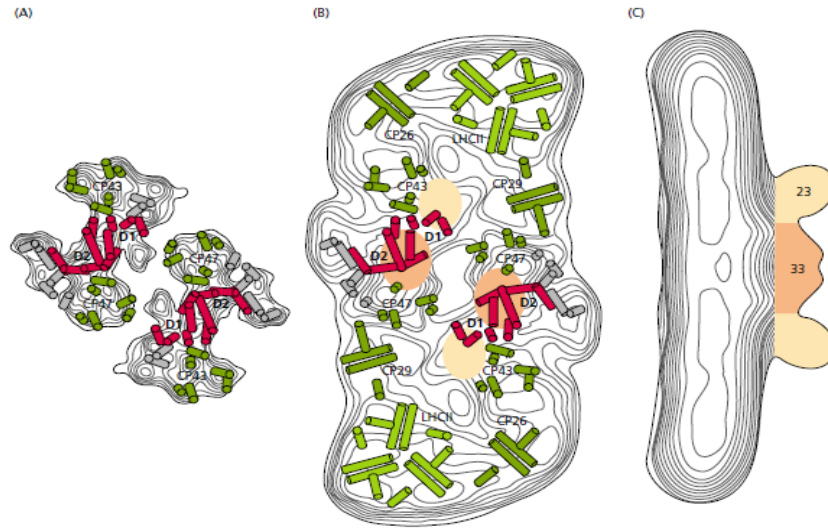 (A)
(B)
(C)
CP43
D1
D2
CP47
CP47
D2
D1
CP43
CP26
LHCII
CP29
CP43
D1
D2
CP47
CP47
D2
D1
CP29
CP43
LHCII
CP26
23
33